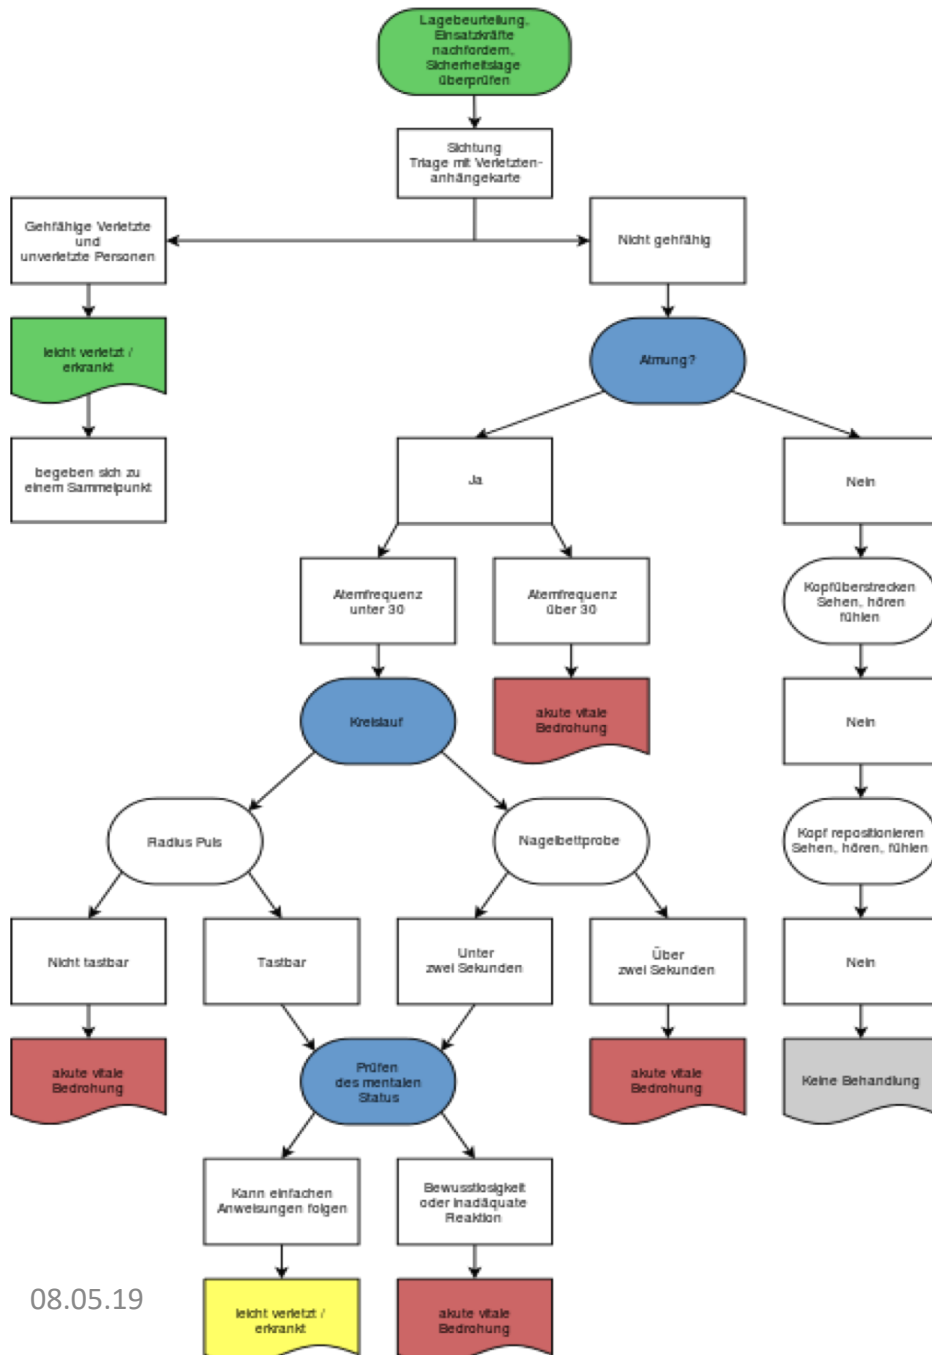 Lagebeurteilung,
Einsatzkräfte
nachfordern,
Sicherheitslage
überprüfen
Sichtung
Triage mit Verletzten-
anhängekarte
Gehfähige Verletzte
und
unverletzte Personen
Nicht gehfähig
leicht verletzt /
erkrankt
Atmung?
begeben sich zu
einem Sammelpunkt
Ja
Nein
Atemfrequenz
unter 30
Atemfrequenz
über 30
Kopfüberstrecken
Sehen, hören
fühlen
Kreislauf
akute vitale
Bedrohung
Nein
Radius Puls
Nagelbettprobe
Kopf repositionieren
Sehen, hören, fühlen
Nicht tastbar
Tastbar
Unter
zwei Sekunden
Über
zwei Sekunden
Nein
akute vitale
Bedrohung
Prüfen
des mentalen
Status
akute vitale
Bedrohung
Keine Behandlung
Kann einfachen
Anweisungen folgen
Bewusstlosigkeit
oder inadäquate
Reaktion
08.05.19
leicht verletzt /
erkrankt
akute vitale
Bedrohung